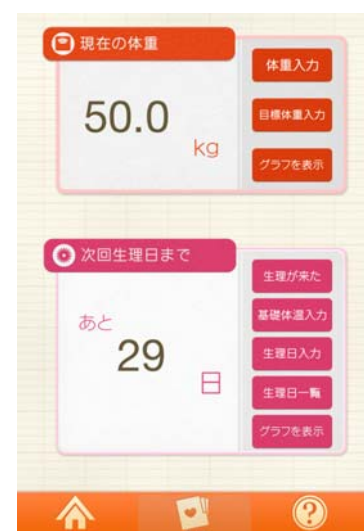 現在の体重
50.0
kg
体重入力
目標体重入力
グラフを表示
次回生理日まで
あと
29
日
生理が来た
基礎体温入力
生理日入力
生理日一覧
グラフを表示
?